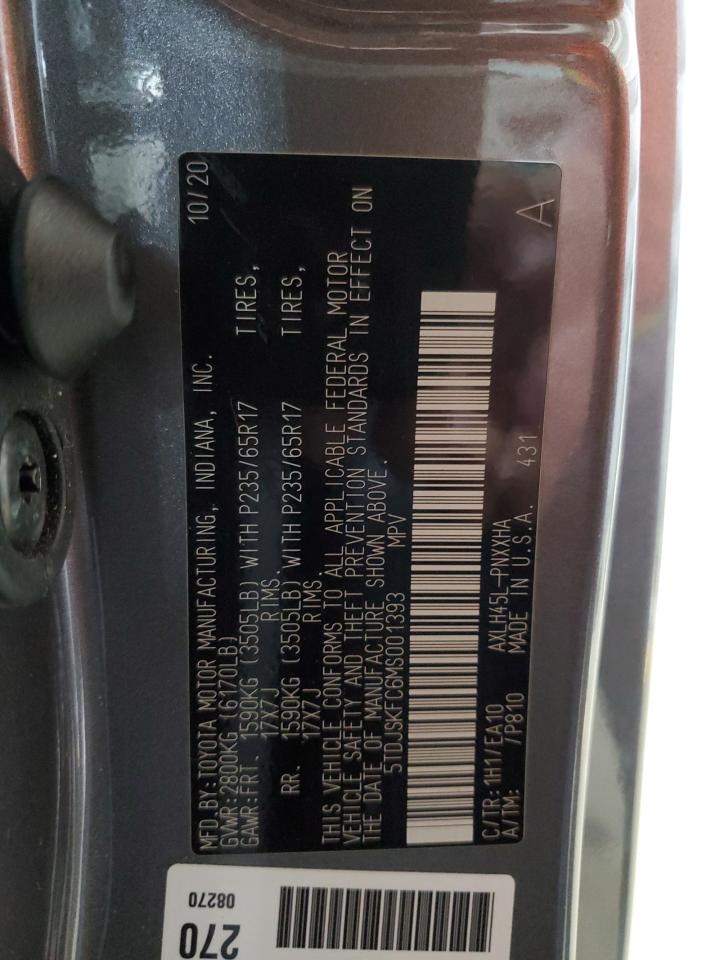 MFD.BY:TOYOTA MOTOR MANUFACTURING, INDIANA, INC. 10/20
GVWR:2800KG(6170LB)
GAWR:FRT. 1590KG(3505LB) WITH P235/65R17 TIRES,
17X7J RIMS.
RR. 1590KG(3505LB) WITH P235/65R17 TIRES,
17X7J RIMS.
THIS VEHICLE CONFORMS TO ALL APPLICABLE FEDERAL MOTOR
VEHICLE SAFETY AND THEFT PREVENTION STANDARDS IN EFFECT ON
THE DATE OF MANUFACTURE SHOWN ABOVE.
5TDJSKFC6MS001393 MPV
C/TR:1H1/EA10 AXLH45L-PNXXHA A
A/TM: /P810 MADE IN U.S.A. 431
08270
270